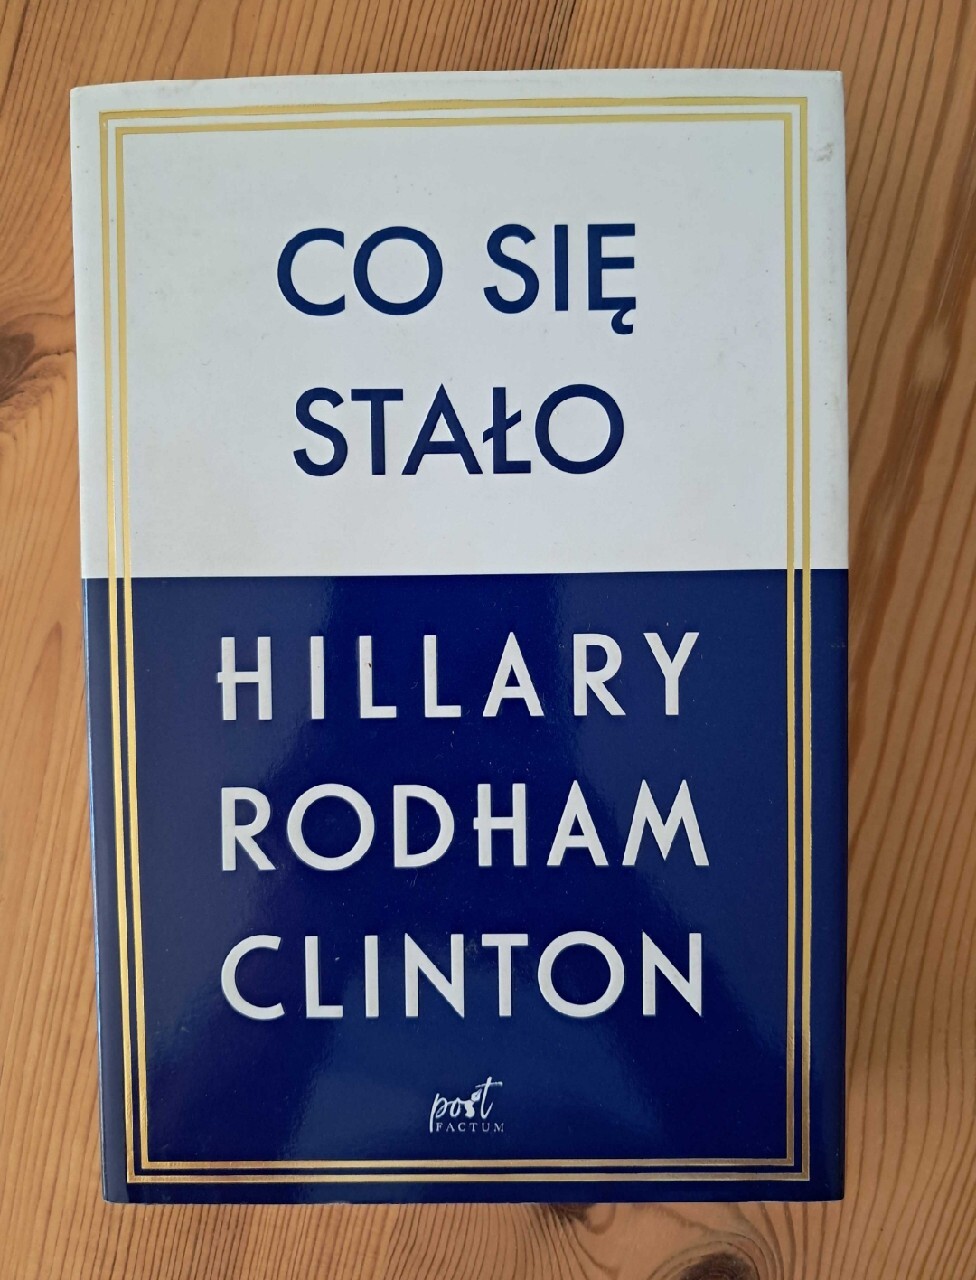 CO SIĘ
STAŁO
HILLARY
RODHAM
CLINTON
post
FACTUM